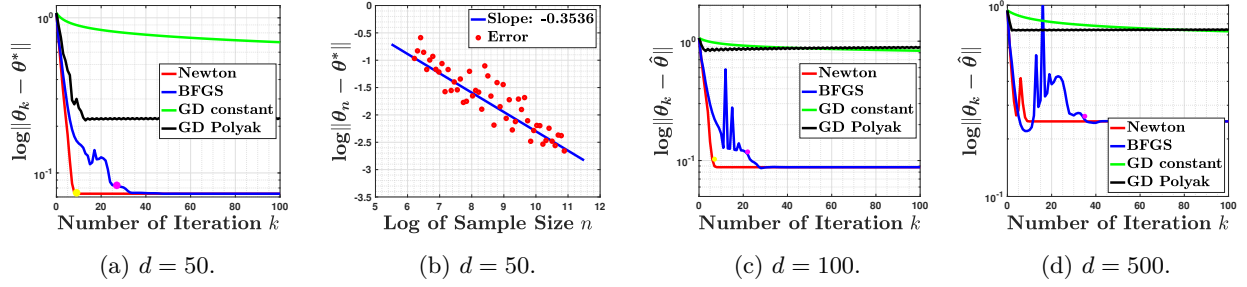 10^0
10^-1
0 20 40 60 80 100
log||θ_k − θ*||
Number of Iteration k
Newton
BFGS
GD constant
GD Polyak
(a) d = 50.
0
-0.5
-1
-1.5
-2
-2.5
-3
-3.5
5 6 7 8 9 10 11 12
log||θ_n − θ*||
Log of Sample Size n
Slope: -0.3536
Error
(b) d = 50.
10^0
10^-1
0 20 40 60 80 100
log||θ_k − θ̂||
Number of Iteration k
Newton
BFGS
GD constant
GD Polyak
(c) d = 100.
10^0
10^-1
0 20 40 60 80 100
log||θ_k − θ̂||
Number of Iteration k
Newton
BFGS
GD constant
GD Polyak
(d) d = 500.